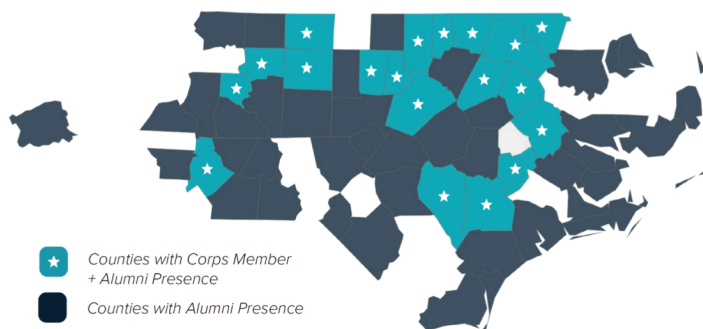 Counties with Corps Member
+ Alumni Presence
Counties with Alumni Presence